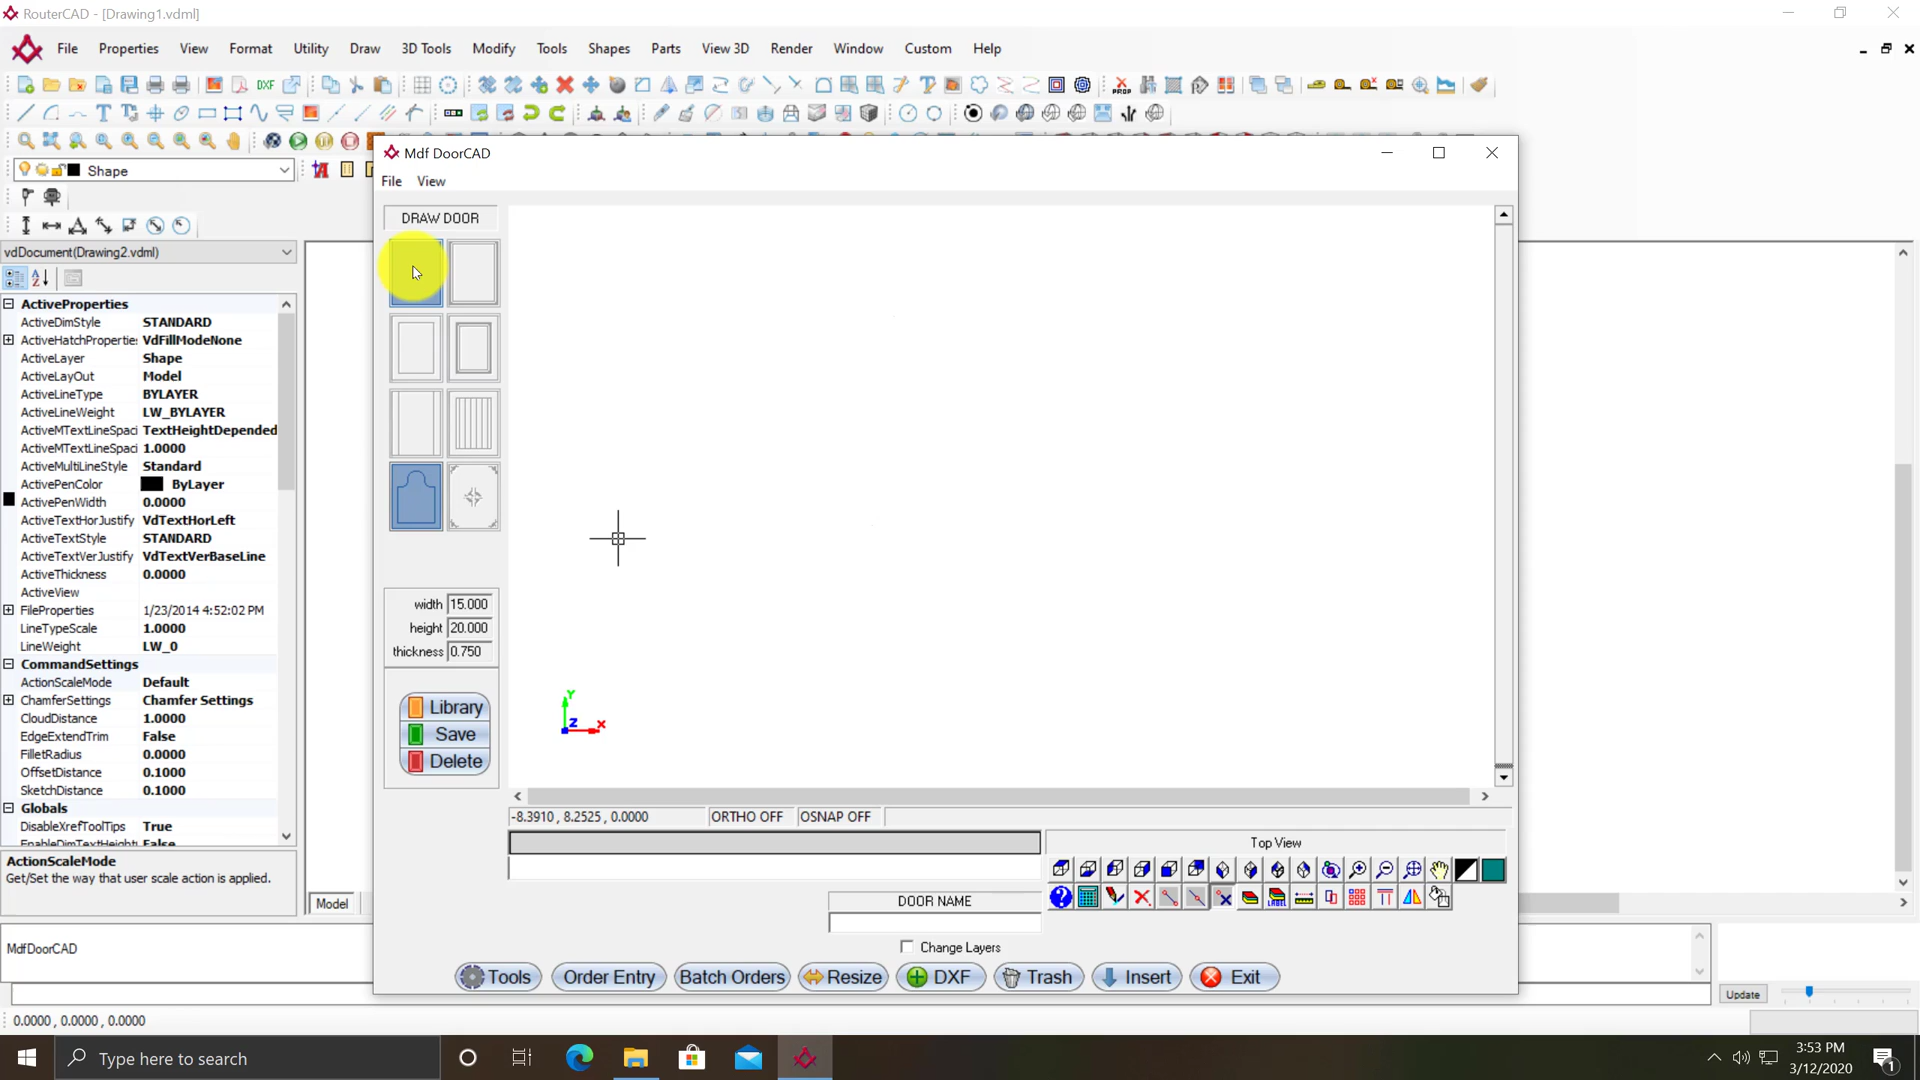 RouterCAD - [Drawing1.vdml]
File Properties View Format Utility Draw 3D Tools Modify Tools Shapes Parts View 3D Render Window Custom Help
DXF
PROP
Shape
Mdf DoorCAD
File View
DRAW DOOR
vdDocument(Drawing2.vdml)
ActiveProperties
ActiveDimStyle STANDARD
ActiveHatchPropertie VdFillModeNone
ActiveLayer Shape
ActiveLayOut Model
ActiveLineType BYLAYER
ActiveLineWeight LW_BYLAYER
ActiveMTextLineSpaci TextHeightDepended
ActiveMTextLineSpaci 1.0000
ActiveMultiLineStyle Standard
ActivePenColor ByLayer
ActivePenWidth 0.0000
ActiveTextHorJustify VdTextHorLeft
ActiveTextStyle STANDARD
ActiveTextVerJustify VdTextVerBaseLine
ActiveThickness 0.0000
ActiveView
FileProperties 1/23/2014 4:52:02 PM
LineTypeScale 1.0000
LineWeight LW_0
CommandSettings
ActionScaleMode Default
ChamferSettings Chamfer Settings
CloudDistance 1.0000
EdgeExtendTrim False
FilletRadius 0.0000
OffsetDistance 0.1000
SketchDistance 0.1000
Globals
DisableXrefToolTips True
EnableDimTextHeight False
ActionScaleMode
Get/Set the way that user scale action is applied.
width 15.000
height 20.000
thickness 0.750
Library
Save
Delete
Y
Z X
-8.3910 , 8.2525 , 0.0000 ORTHO OFF OSNAP OFF
Top View
LABEL
DOOR NAME
Change Layers
Tools Order Entry Batch Orders Resize DXF Trash Insert Exit
Model
MdfDoorCAD
Update
0.0000 , 0.0000 , 0.0000
Type here to search
3:53 PM
3/12/2020
1